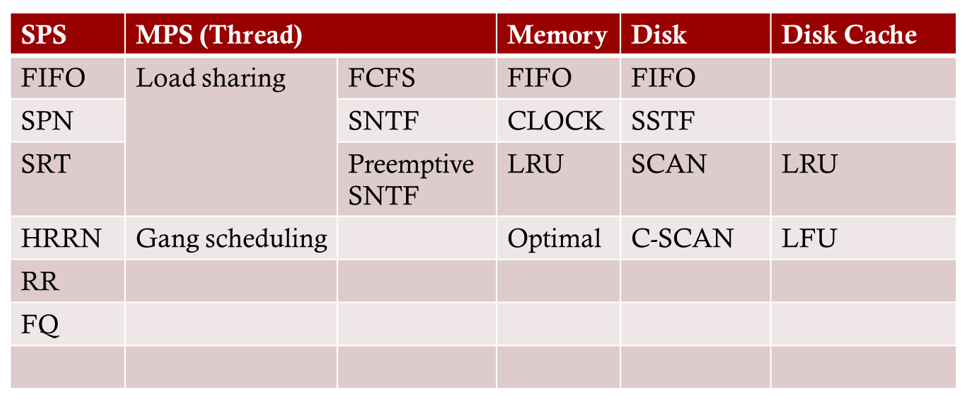 SPS MPS (Thread) Memory Disk Disk Cache
FIFO Load sharing FCFS FIFO FIFO
SPN SNTF CLOCK SSTF
SRT Preemptive LRU SCAN LRU
SNTF
HRRN Gang scheduling Optimal C-SCAN LFU
RR
FQ